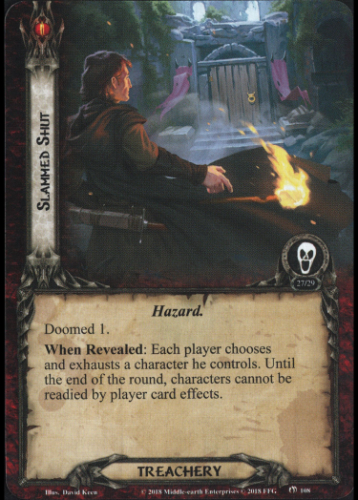 SLAMMED SHUT
27/29
Hazard.
Doomed 1.
When Revealed: Each player chooses
and exhausts a character he controls. Until
the end of the round, characters cannot be
readied by player card effects.
TREACHERY
Illus. David Keen © 2018 Middle-earth Enterprises © 2018 FFG 108